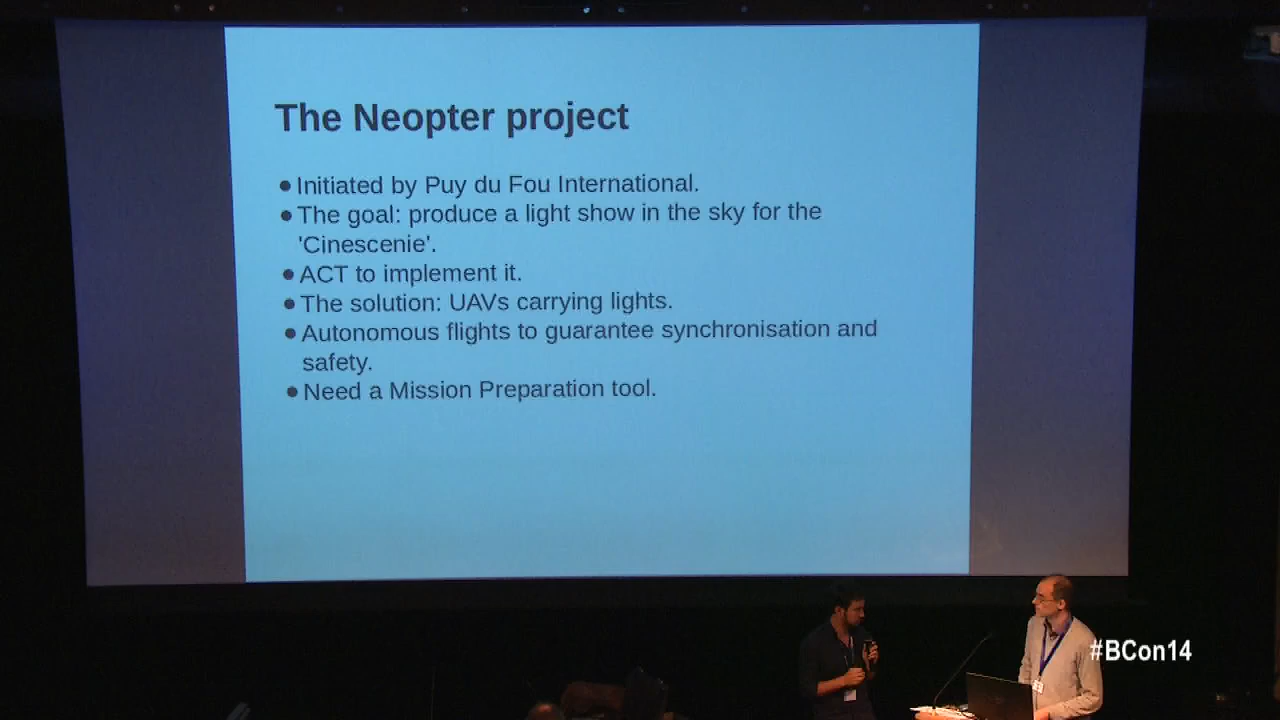 The Neopter project
● Initiated by Puy du Fou International.
● The goal: produce a light show in the sky for the
'Cinescenie'.
● ACT to implement it.
● The solution: UAVs carrying lights.
● Autonomous flights to guarantee synchronisation and
safety.
● Need a Mission Preparation tool.
#BCon14